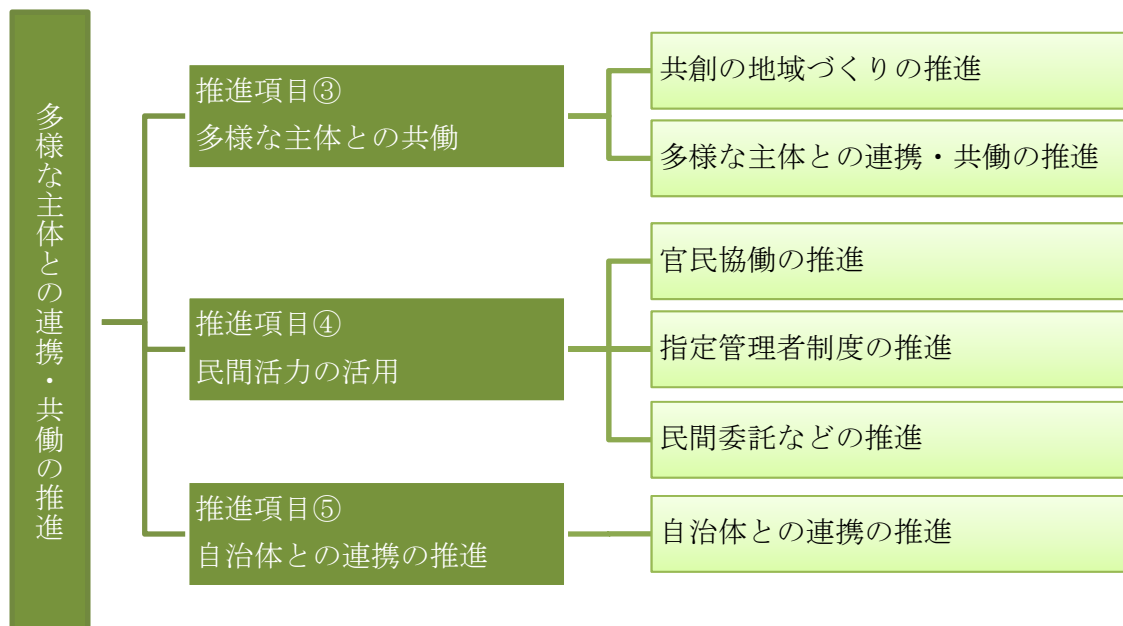 多様な主体との連携・共働の推進
推進項目③
多様な主体との共働
共創の地域づくりの推進
多様な主体との連携・共働の推進
推進項目④
民間活力の活用
官民協働の推進
指定管理者制度の推進
民間委託などの推進
推進項目⑤
自治体との連携の推進
自治体との連携の推進